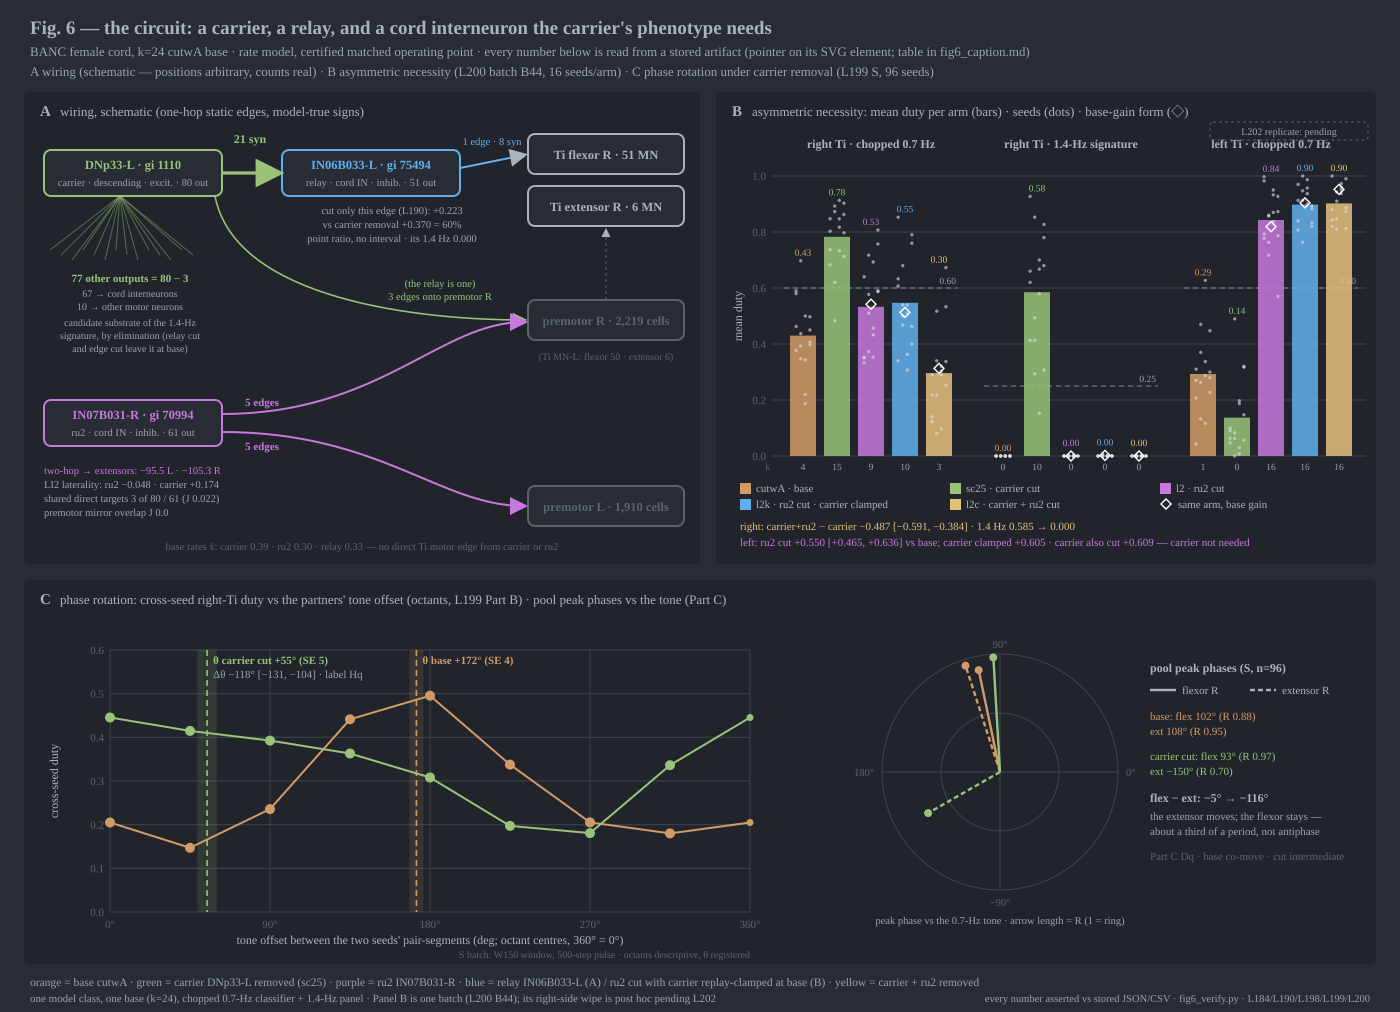 Fig. 6 — the circuit: a carrier, a relay, and a cord interneuron the carrier's phenotype needs
BANC female cord, k=24 cutwA base · rate model, certified matched operating point · every number below is read from a stored artifact (pointer on its SVG element; table in fig6_caption.md)
A wiring (schematic — positions arbitrary, counts real) · B asymmetric necessity (L200 batch B44, 16 seeds/arm) · C phase rotation under carrier removal (L199 S, 96 seeds)
A wiring, schematic (one-hop static edges, model-true signs)
21 syn
1 edge · 8 syn
DNp33-L · gi 1110
carrier · descending · excit. · 80 out
IN06B033-L · gi 75494
relay · cord IN · inhib. · 51 out
Ti flexor R · 51 MN
Ti extensor R · 6 MN
cut only this edge (L190): +0.223
vs carrier removal +0.370 = 60%
point ratio, no interval · its 1.4 Hz 0.000
77 other outputs = 80 − 3
67 → cord interneurons
10 → other motor neurons
candidate substrate of the 1.4-Hz
signature, by elimination (relay cut
and edge cut leave it at base)
(the relay is one)
3 edges onto premotor R
premotor R · 2,219 cells
(Ti MN-L: flexor 50 · extensor 6)
IN07B031-R · gi 70994
ru2 · cord IN · inhib. · 61 out
5 edges
5 edges
two-hop → extensors: −95.5 L · −105.3 R
LI2 laterality: ru2 −0.048 · carrier +0.174
shared direct targets 3 of 80 / 61 (J 0.022)
premotor mirror overlap J 0.0
premotor L · 1,910 cells
base rates x̄: carrier 0.39 · ru2 0.30 · relay 0.33 — no direct Ti motor edge from carrier or ru2
B asymmetric necessity: mean duty per arm (bars) · seeds (dots) · base-gain form (◇)
L202 replicate: pending
right Ti · chopped 0.7 Hz
right Ti · 1.4-Hz signature
left Ti · chopped 0.7 Hz
mean duty
1.0
0.8
0.6
0.4
0.2
0.0
0.43
0.78
0.53
0.55
0.30
0.60
0.00
0.58
0.00
0.00
0.00
0.25
0.29
0.14
0.84
0.90
0.90
0.60
k
4 15 9 10 3
0 10 0 0 0
1 0 16 16 16
cutwA · base
sc25 · carrier cut
l2 · ru2 cut
l2k · ru2 cut · carrier clamped
l2c · carrier + ru2 cut
same arm, base gain
right: carrier+ru2 − carrier −0.487 [−0.591, −0.384] · 1.4 Hz 0.585 → 0.000
left: ru2 cut +0.550 [+0.465, +0.636] vs base; carrier clamped +0.605 · carrier also cut +0.609 — carrier not needed
C phase rotation: cross-seed right-Ti duty vs the partners' tone offset (octants, L199 Part B) · pool peak phases vs the tone (Part C)
cross-seed duty
0.6
0.5
0.4
0.3
0.2
0.1
0.0
θ carrier cut +55° (SE 5)
Δθ −118° [−131, −104] · label Hq
θ base +172° (SE 4)
0° 90° 180° 270° 360°
tone offset between the two seeds' pair-segments (deg; octant centres, 360° = 0°)
S batch: W150 window, 500-step pulse · octants descriptive, θ registered
90°
180°
0°
−90°
peak phase vs the 0.7-Hz tone · arrow length = R (1 = ring)
pool peak phases (S, n=96)
flexor R
extensor R
base: flex 102° (R 0.88)
ext 108° (R 0.95)
carrier cut: flex 93° (R 0.97)
ext −150° (R 0.70)
flex − ext: −5° → −116°
the extensor moves; the flexor stays —
about a third of a period, not antiphase
Part C Dq · base co-move · cut intermediate
orange = base cutwA · green = carrier DNp33-L removed (sc25) · purple = ru2 IN07B031-R · blue = relay IN06B033-L (A) / ru2 cut with carrier replay-clamped at base (B) · yellow = carrier + ru2 removed
one model class, one base (k=24), chopped 0.7-Hz classifier + 1.4-Hz panel · Panel B is one batch (L200 B44); its right-side wipe is post hoc pending L202
every number asserted vs stored JSON/CSV · fig6_verify.py · L184/L190/L198/L199/L200